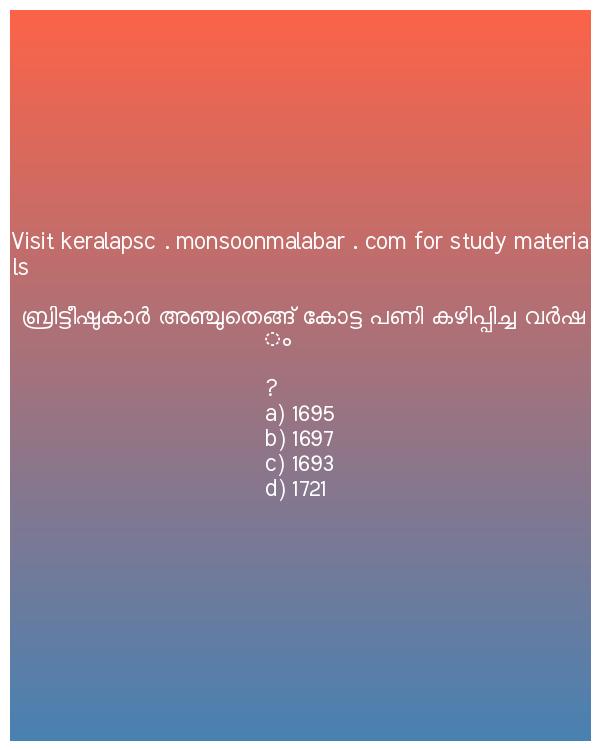 Visit keralapsc . monsoonmalabar . com for study materia
ls
ബ്രിട്ടീഷുകാർ അഞ്ചുതെങ്ങ് കോട്ട പണി കഴിപ്പിച്ച വർഷ
ം
?
a) 1695
b) 1697
c) 1693
d) 1721